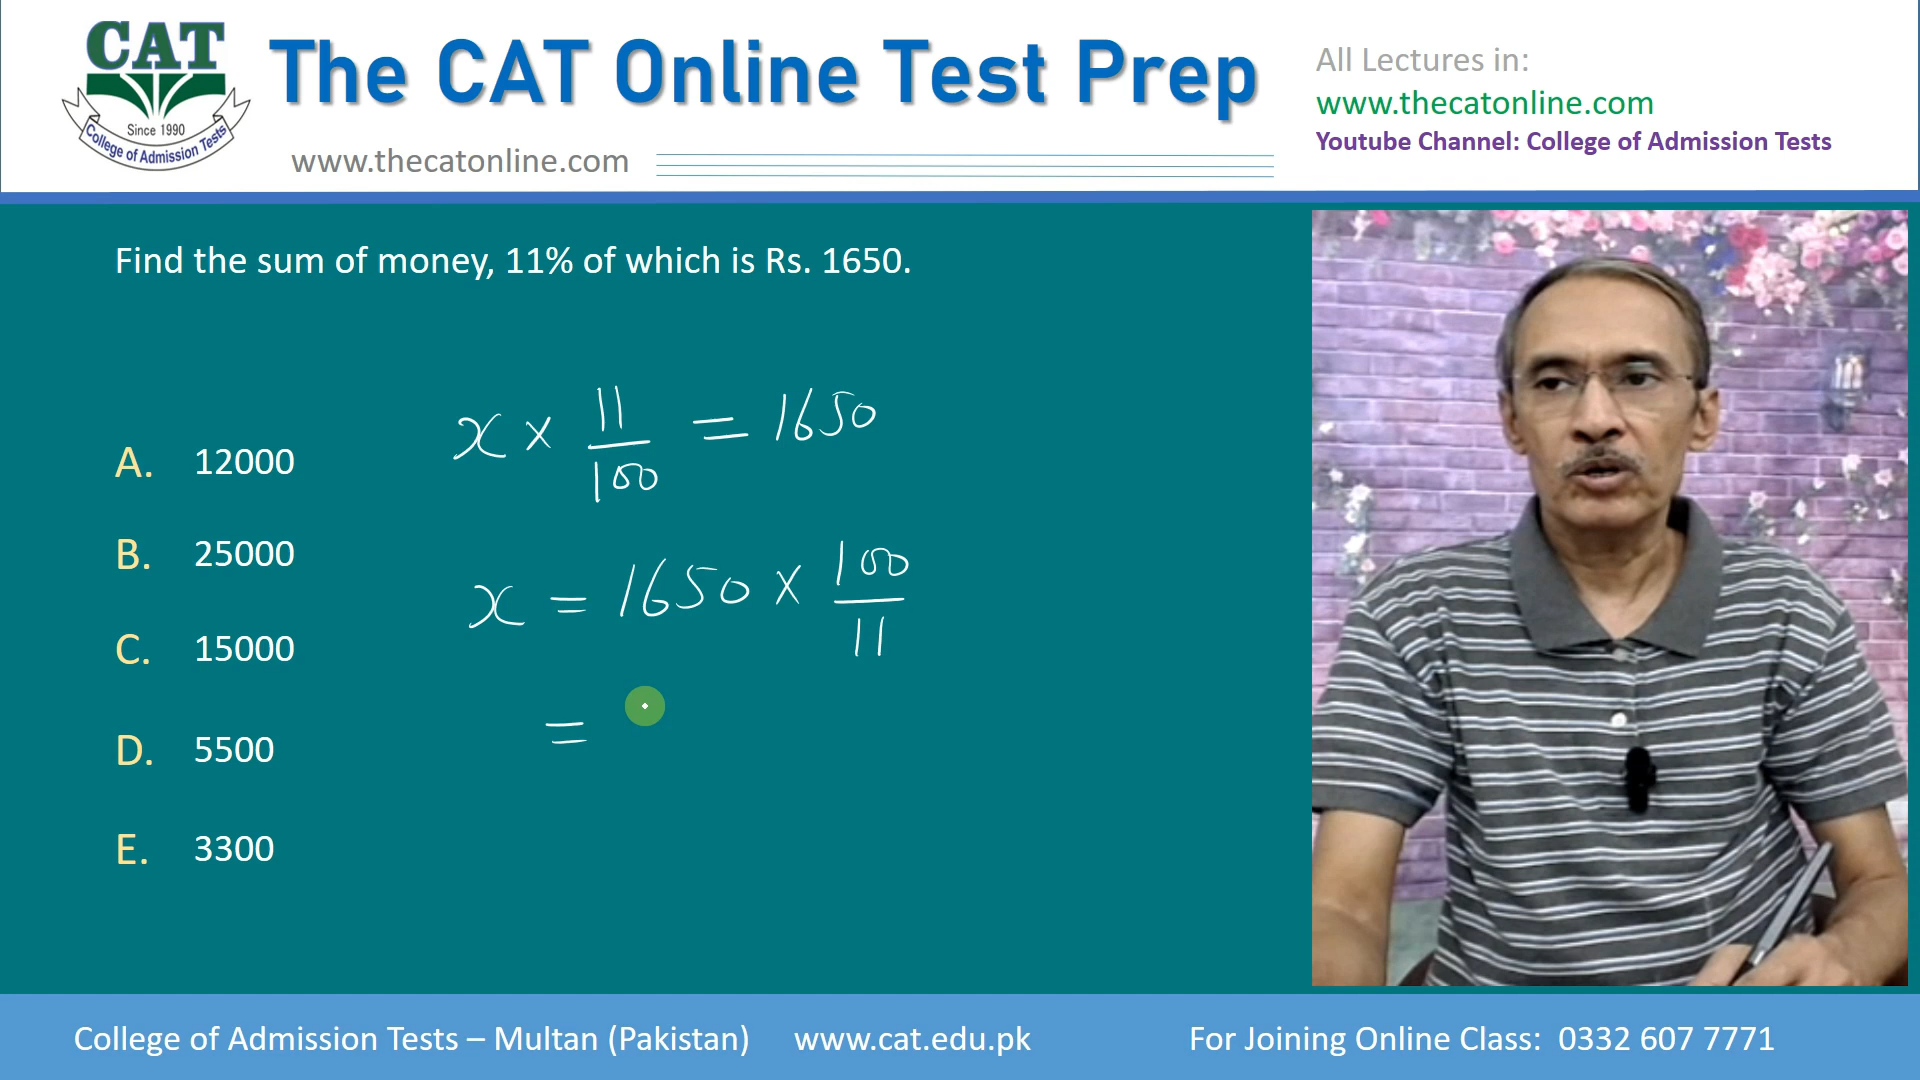 CAT
Since 1990
College of Admission Tests
The CAT Online Test Prep
www.thecatonline.com
All Lectures in:
www.thecatonline.com
Youtube Channel: College of Admission Tests
Find the sum of money, 11% of which is Rs. 1650.
A. 12000
B. 25000
C. 15000
D. 5500
E. 3300
x × 11/100 = 1650
x = 1650 × 100/11
=
College of Admission Tests – Multan (Pakistan) www.cat.edu.pk For Joining Online Class: 0332 607 7771